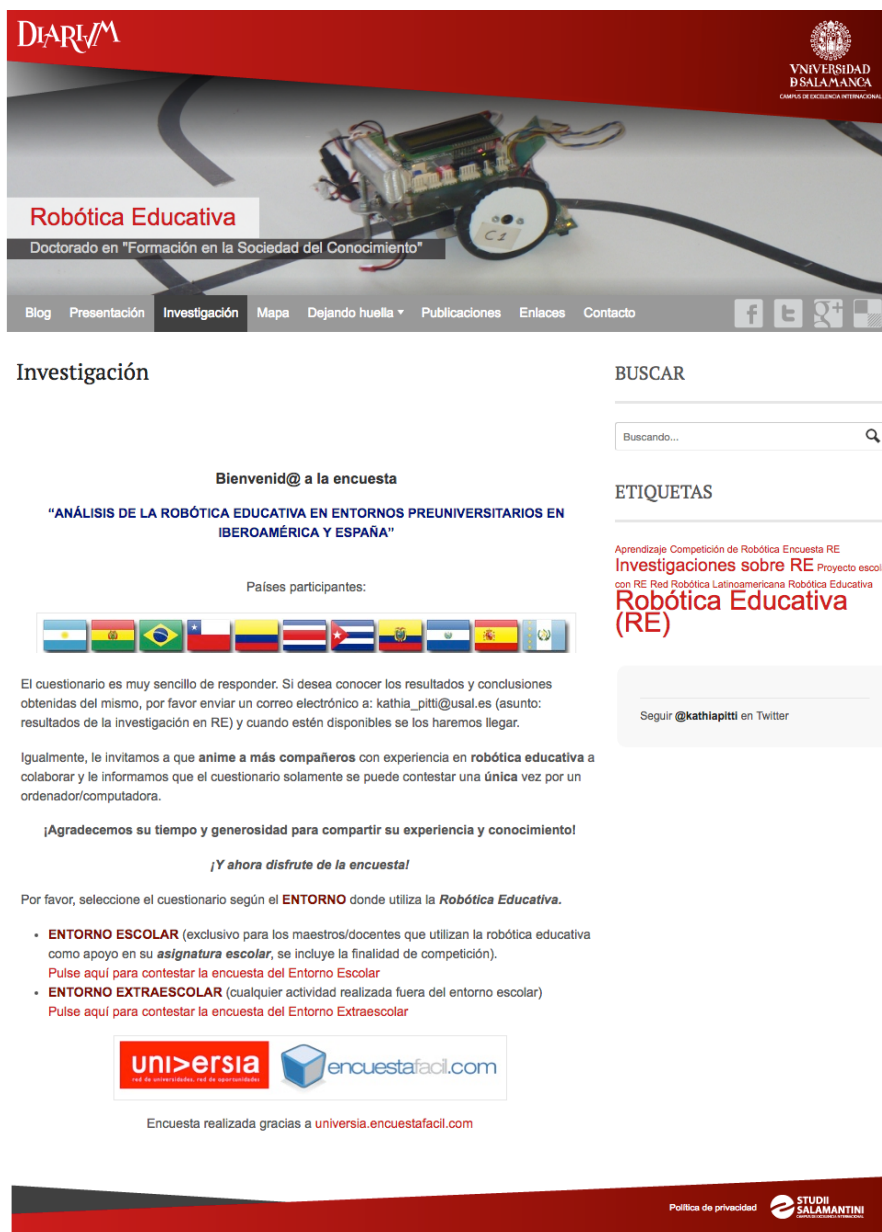 DIARIVM
VNiVERSiDAD
D SALAMANCA
CAMPUS DE EXCELENCIA INTERNACIONAL
C1
Robótica Educativa
Doctorado en "Formación en la Sociedad del Conocimiento"
Blog Presentación Investigación Mapa Dejando huella Publicaciones Enlaces Contacto
Investigación
Bienvenid@ a la encuesta
“ANÁLISIS DE LA ROBÓTICA EDUCATIVA EN ENTORNOS PREUNIVERSITARIOS EN
IBEROAMÉRICA Y ESPAÑA”
Países participantes:
El cuestionario es muy sencillo de responder. Si desea conocer los resultados y conclusiones
obtenidas del mismo, por favor enviar un correo electrónico a: kathia_pitti@usal.es (asunto:
resultados de la investigación en RE) y cuando estén disponibles se los haremos llegar.
Igualmente, le invitamos a que anime a más compañeros con experiencia en robótica educativa a
colaborar y le informamos que el cuestionario solamente se puede contestar una única vez por un
ordenador/computadora.
¡Agradecemos su tiempo y generosidad para compartir su experiencia y conocimiento!
¡Y ahora disfrute de la encuesta!
Por favor, seleccione el cuestionario según el ENTORNO donde utiliza la Robótica Educativa.
• ENTORNO ESCOLAR (exclusivo para los maestros/docentes que utilizan la robótica educativa
como apoyo en su asignatura escolar, se incluye la finalidad de competición).
Pulse aquí para contestar la encuesta del Entorno Escolar
• ENTORNO EXTRAESCOLAR (cualquier actividad realizada fuera del entorno escolar)
Pulse aquí para contestar la encuesta del Entorno Extraescolar
uni>ersia
red de universidades, red de oportunidades
encuestafacil.com
Encuesta realizada gracias a universia.encuestafacil.com
BUSCAR
Buscando...
ETIQUETAS
Aprendizaje Competición de Robótica Encuesta RE
Investigaciones sobre RE Proyecto escol
con RE Red Robótica Latinoamericana Robótica Educativa
Robótica Educativa
(RE)
Seguir @kathiapitti en Twitter
Política de privacidad
STUDII
SALAMANTINI
CAMPUS DE EXCELENCIA INTERNACIONAL